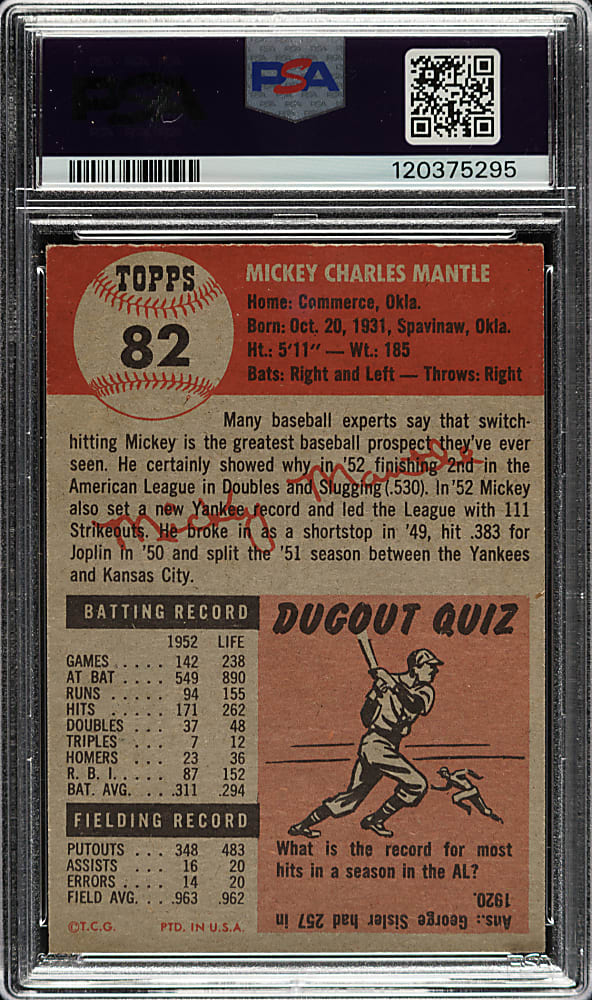 PSA
PSA
120375295
TOPPS
82
MICKEY CHARLES MANTLE
Home: Commerce, Okla.
Born: Oct. 20, 1931, Spavinaw, Okla.
Ht.: 5'11" — Wt.: 185
Bats: Right and Left — Throws: Right
Many baseball experts say that switch-
hitting Mickey is the greatest baseball prospect they've ever
seen. He certainly showed why in '52 finishing 2nd in the
American League in Doubles and Slugging (.530). In '52 Mickey
also set a new Yankee record and led the League with 111
Strikeouts. He broke in as a shortstop in '49, hit .383 for
Joplin in '50 and split the '51 season between the Yankees
and Kansas City.
Micky Mantle
BATTING RECORD
1952 LIFE
GAMES . . . . . 142 238
AT BAT . . . . 549 890
RUNS . . . . . 94 155
HITS . . . . . 171 262
DOUBLES . . . 37 48
TRIPLES . . . . 7 12
HOMERS . . . 23 36
R. B. I. . . . . 87 152
BAT. AVG. . . .311 .294
FIELDING RECORD
PUTOUTS . . . 348 483
ASSISTS . . . 16 20
ERRORS . . . . 14 20
FIELD AVG. . . .963 .962
©T.C.G. PTD. IN U.S.A.
DUGOUT QUIZ
What is the record for most
hits in a season in the AL?
Ans.: George Sisler had 257 in
1920.